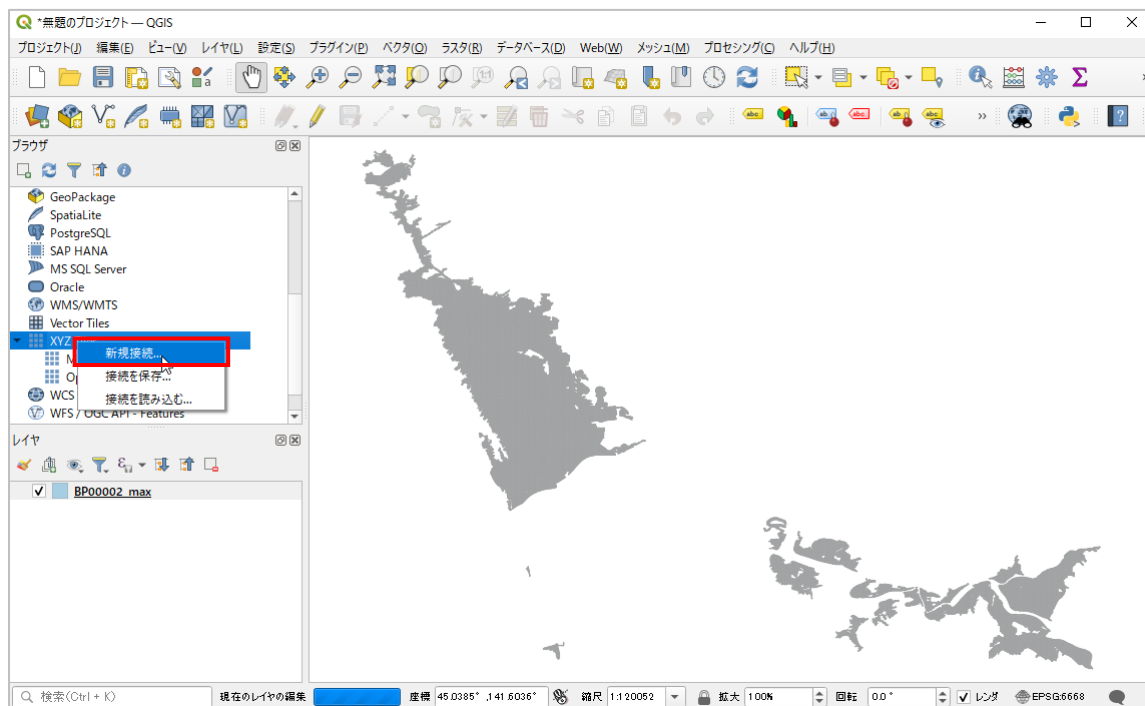 *無題のプロジェクト — QGIS
プロジェクト(J) 編集(E) ビュー(V) レイヤ(L) 設定(S) プラグイン(P) ベクタ(O) ラスタ(R) データベース(D) Web(W) メッシュ(M) プロセシング(C) ヘルプ(H)
ブラウザ
GeoPackage
SpatiaLite
PostgreSQL
SAP HANA
MS SQL Server
Oracle
WMS/WMTS
Vector Tiles
XYZ
新規接続...
接続を保存...
接続を読み込む...
WCS
WFS / OGC API - Features
レイヤ
BP00002_max
検索(Ctrl + K) 現在のレイヤの編集 座標 45.0385° ,141.6036° 縮尺 1:120052 拡大 100% 回転 0.0 ° レンダ EPSG:6668